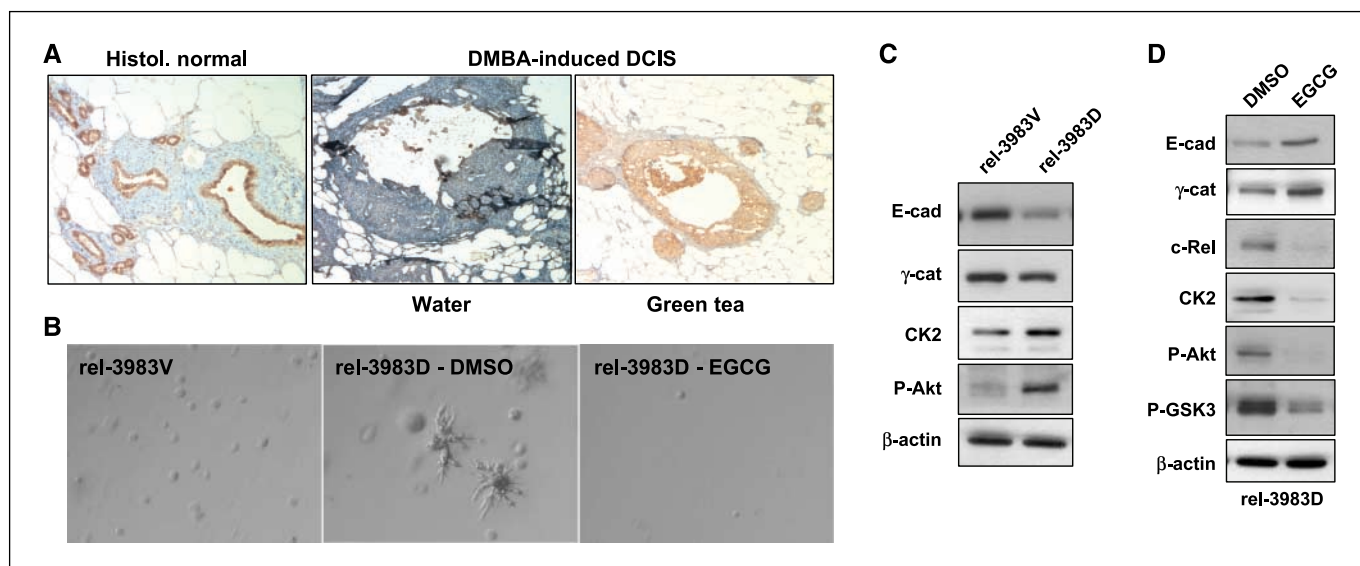 A
Histol. normal
DMBA-induced DCIS
Water
Green tea
B
rel-3983V
rel-3983D - DMSO
rel-3983D - EGCG
C
rel-3983V
rel-3983D
E-cad
γ-cat
CK2
P-Akt
β-actin
D
DMSO
EGCG
E-cad
γ-cat
c-Rel
CK2
P-Akt
P-GSK3
β-actin
rel-3983D